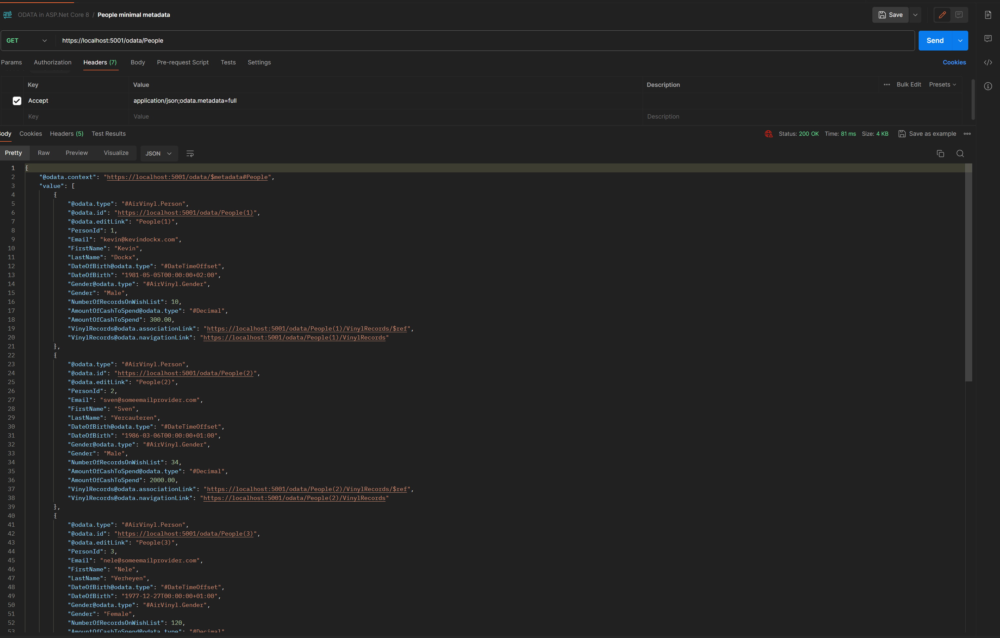 HTTP ODATA in ASP.Net Core 8 / People minimal metadata Save
GET https://localhost:5001/odata/People Send
Params Authorization Headers (7) Body Pre-request Script Tests Settings Cookies
Key Value Description ••• Bulk Edit Presets
Accept application/json;odata.metadata=full
Key Value Description
Body Cookies Headers (5) Test Results Status: 200 OK Time: 81 ms Size: 4 KB Save as example
Pretty Raw Preview Visualize JSON
1 {
2 "@odata.context": "https://localhost:5001/odata/$metadata#People",
3 "value": [
4 {
5 "@odata.type": "#AirVinyl.Person",
6 "@odata.id": "https://localhost:5001/odata/People(1)",
7 "@odata.editLink": "People(1)",
8 "PersonId": 1,
9 "Email": "kevin@kevindockx.com",
10 "FirstName": "Kevin",
11 "LastName": "Dockx",
12 "DateOfBirth@odata.type": "#DateTimeOffset",
13 "DateOfBirth": "1981-05-05T00:00:00+02:00",
14 "Gender@odata.type": "#AirVinyl.Gender",
15 "Gender": "Male",
16 "NumberOfRecordsOnWishList": 10,
17 "AmountOfCashToSpend@odata.type": "#Decimal",
18 "AmountOfCashToSpend": 300.00,
19 "VinylRecords@odata.associationLink": "https://localhost:5001/odata/People(1)/VinylRecords/$ref",
20 "VinylRecords@odata.navigationLink": "https://localhost:5001/odata/People(1)/VinylRecords"
21 },
22 {
23 "@odata.type": "#AirVinyl.Person",
24 "@odata.id": "https://localhost:5001/odata/People(2)",
25 "@odata.editLink": "People(2)",
26 "PersonId": 2,
27 "Email": "sven@someemailprovider.com",
28 "FirstName": "Sven",
29 "LastName": "Vercauteren",
30 "DateOfBirth@odata.type": "#DateTimeOffset",
31 "DateOfBirth": "1986-03-06T00:00:00+01:00",
32 "Gender@odata.type": "#AirVinyl.Gender",
33 "Gender": "Male",
34 "NumberOfRecordsOnWishList": 34,
35 "AmountOfCashToSpend@odata.type": "#Decimal",
36 "AmountOfCashToSpend": 2000.00,
37 "VinylRecords@odata.associationLink": "https://localhost:5001/odata/People(2)/VinylRecords/$ref",
38 "VinylRecords@odata.navigationLink": "https://localhost:5001/odata/People(2)/VinylRecords"
39 },
40 {
41 "@odata.type": "#AirVinyl.Person",
42 "@odata.id": "https://localhost:5001/odata/People(3)",
43 "@odata.editLink": "People(3)",
44 "PersonId": 3,
45 "Email": "nele@someemailprovider.com",
46 "FirstName": "Nele",
47 "LastName": "Verheyen",
48 "DateOfBirth@odata.type": "#DateTimeOffset",
49 "DateOfBirth": "1977-12-27T00:00:00+01:00",
50 "Gender@odata.type": "#AirVinyl.Gender",
51 "Gender": "Female",
52 "NumberOfRecordsOnWishList": 120,
53 "AmountOfCashToSpend@odata.type": "#Decimal"